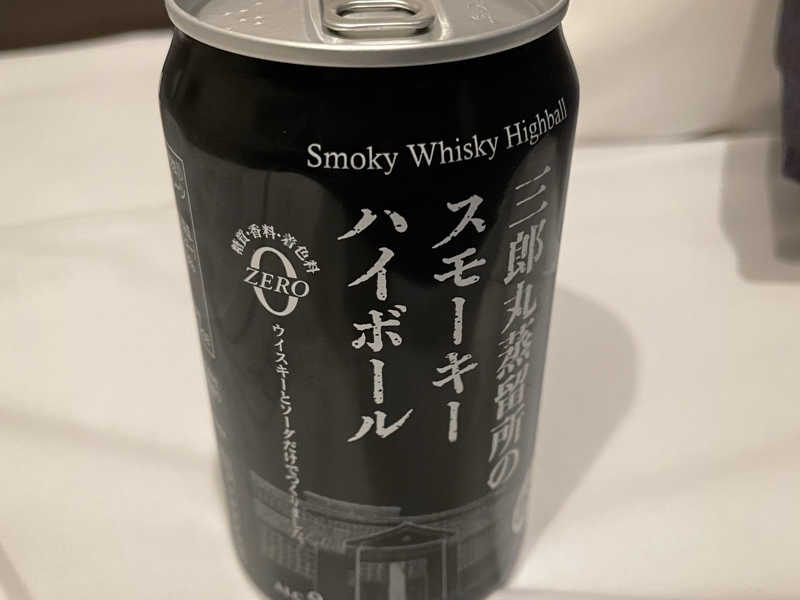 Smoky Whisky Highball
三郎丸蒸留所の
スモーキー
ハイボール
糖質・香料・着色料
0
ZERO
ウイスキーとソーダだけでつくりました。